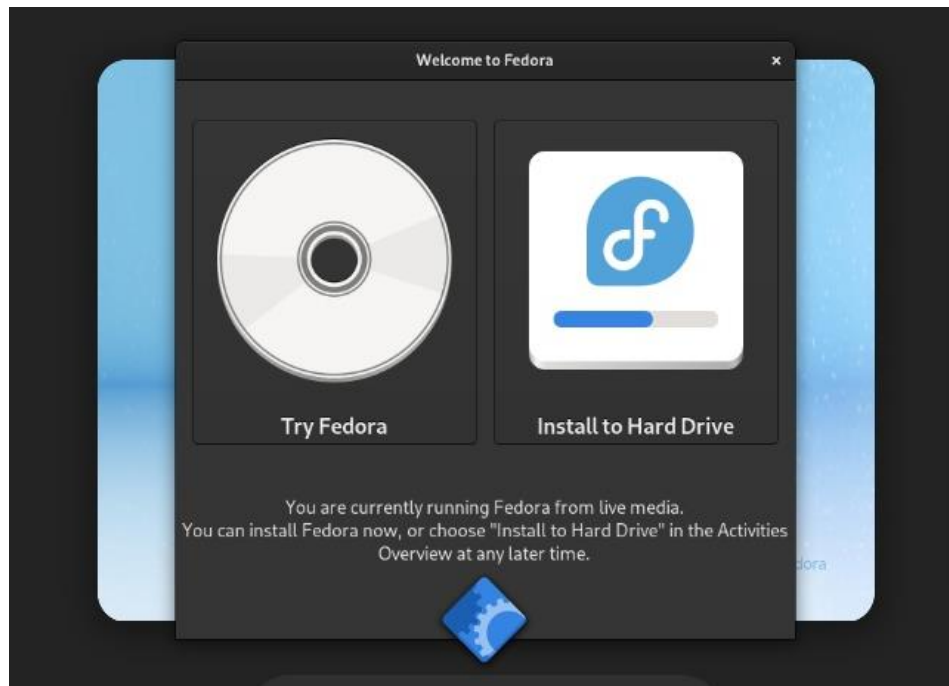 Welcome to Fedora
Try Fedora
Install to Hard Drive
You are currently running Fedora from live media.
You can install Fedora now, or choose "Install to Hard Drive" in the Activities
Overview at any later time.
dora